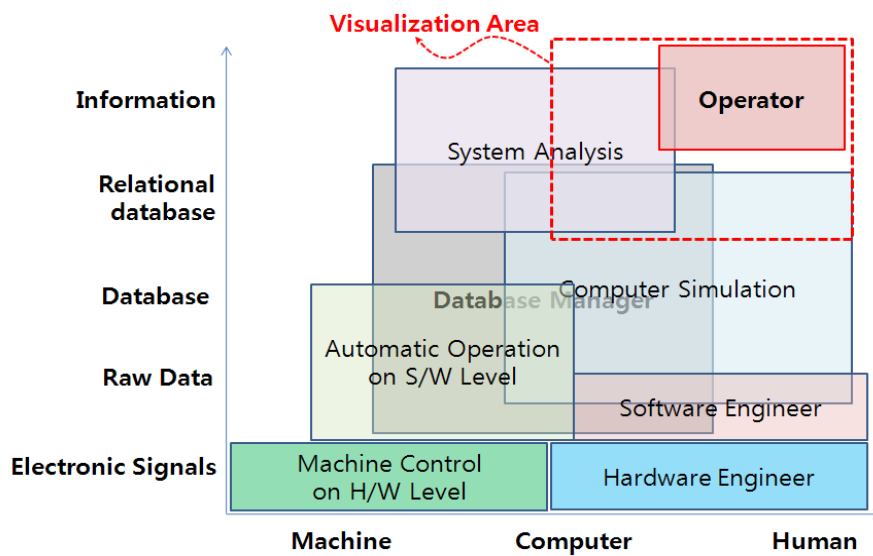 Visualization Area
Information
Operator
System Analysis
Relational
database
Database
Computer Simulation
Database Manager
Automatic Operation
on S/W Level
Raw Data
Software Engineer
Electronic Signals
Machine Control
on H/W Level
Hardware Engineer
Machine
Computer
Human